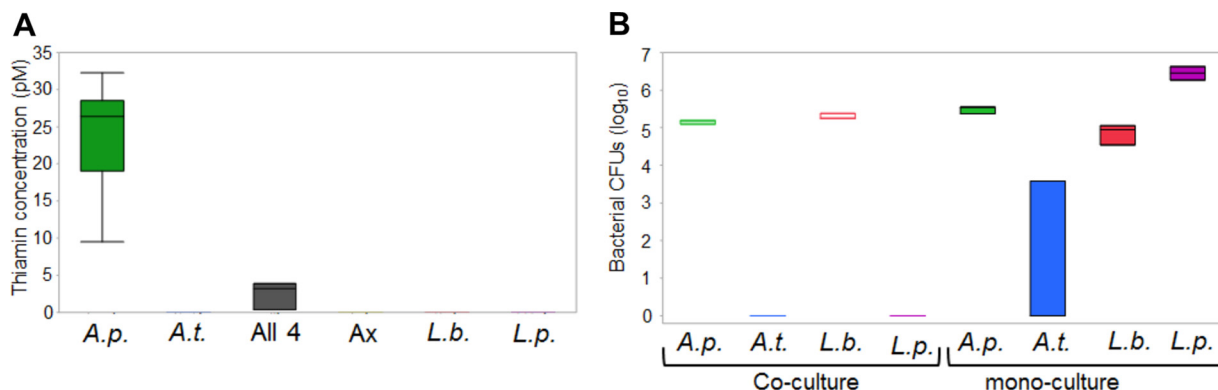 A
Thiamin concentration (pM)
35
30
25
20
15
10
5
0
A.p. A.t. All 4 Ax L.b. L.p.
B
Bacterial CFUs (log10)
7
6
5
4
3
2
1
0
A.p. A.t. L.b. L.p. A.p. A.t. L.b. L.p.
Co-culture mono-culture